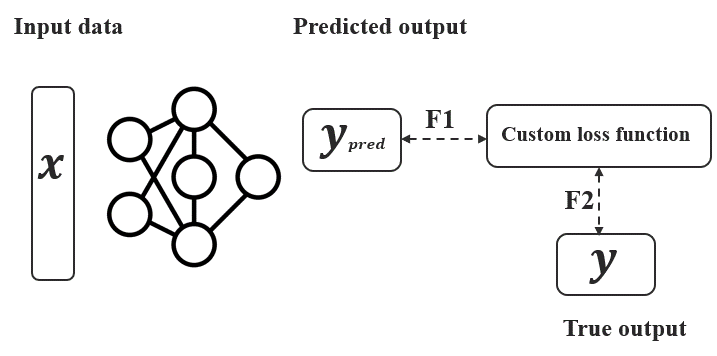 Input data
Predicted output
x
y pred
F1
Custom loss function
F2
y
True output